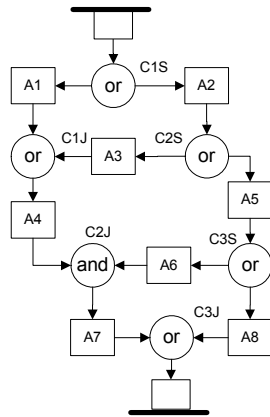 C1S
A1 or A2
C1J C2S
or A3 or
A4 A5
C2J C3S
and A6 or
C3J
A7 or A8